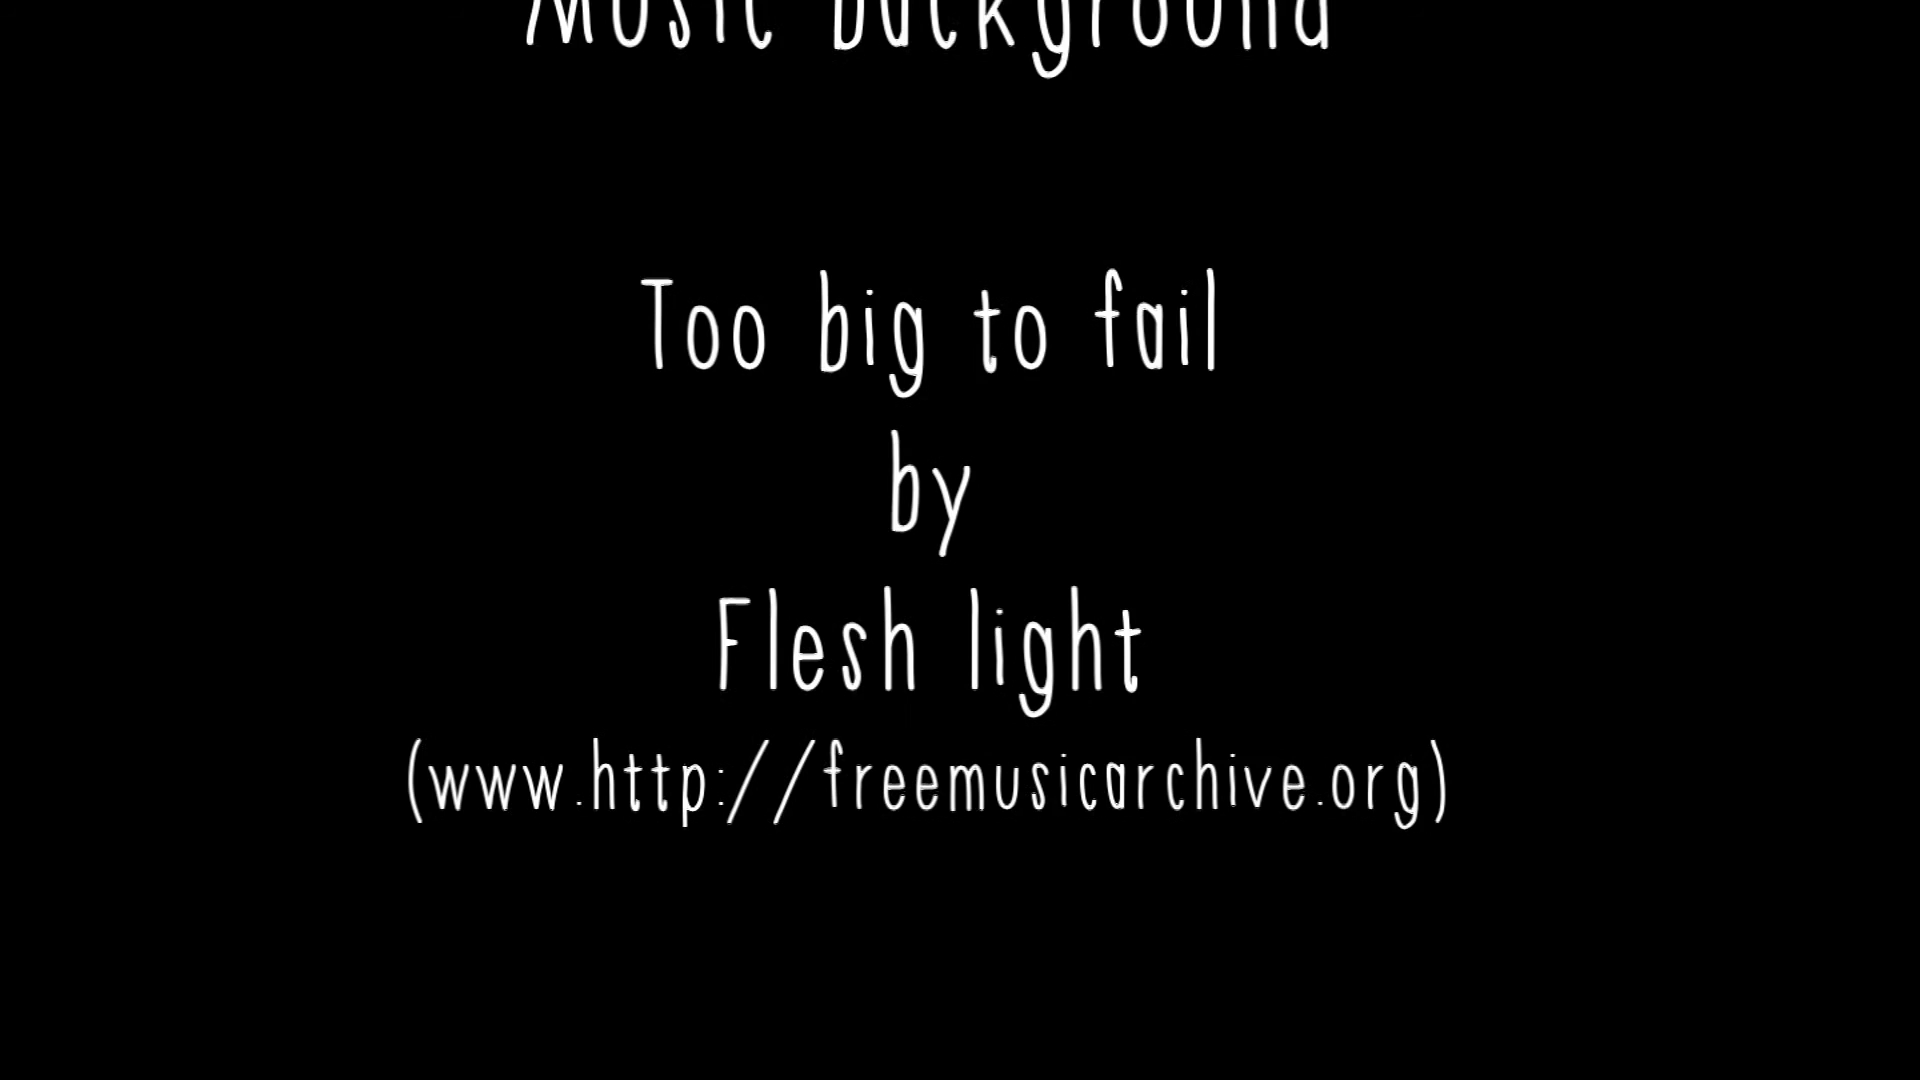 Music background
Too big to fail
by
Flesh light
(www.http://freemusicarchive.org)